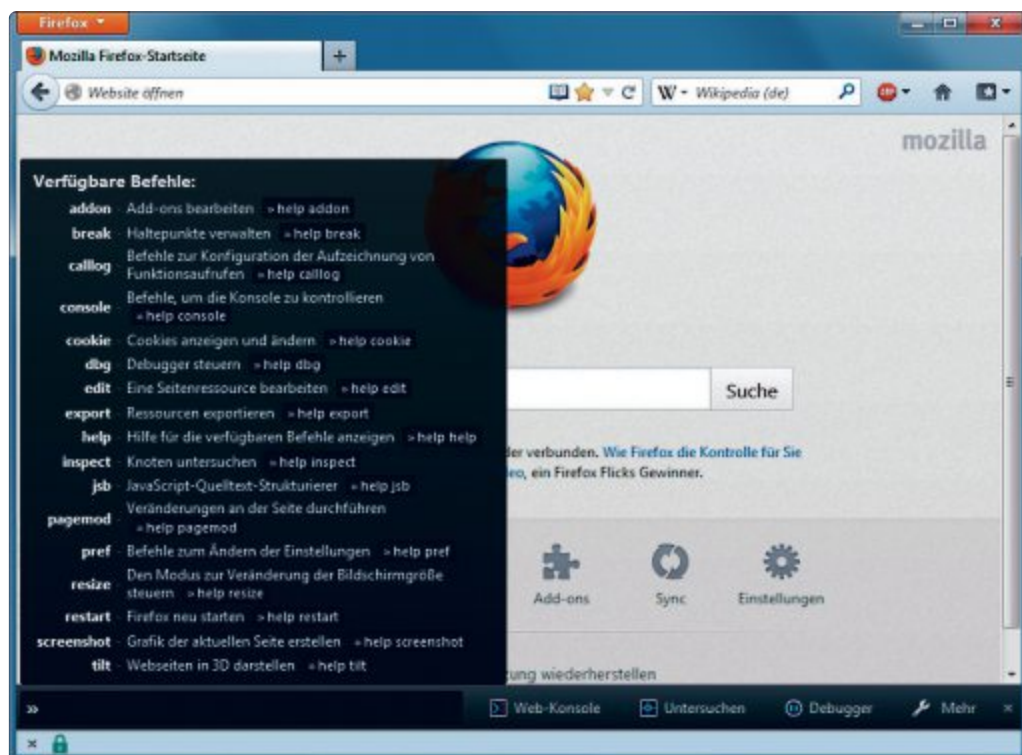 Firefox
Mozilla Firefox-Startseite
Website öffnen
W - Wikipedia (de)
ABP
mozilla
Verfügbare Befehle:
addon Add-ons bearbeiten » help addon
break Haltepunkte verwalten » help break
calllog Befehle zur Konfiguration der Aufzeichnung von
Funktionsaufrufen » help calllog
console Befehle, um die Konsole zu kontrollieren
» help console
cookie Cookies anzeigen und ändern » help cookie
dbg Debugger steuern » help dbg
edit Eine Seitenressource bearbeiten » help edit
export Ressourcen exportieren » help export
help Hilfe für die verfügbaren Befehle anzeigen » help help
inspect Knoten untersuchen » help inspect
jsb JavaScript-Quelltext-Strukturierer » help jsb
pagemod Veränderungen an der Seite durchführen
» help pagemod
pref Befehle zum Ändern der Einstellungen » help pref
resize Den Modus zur Veränderung der Bildschirmgröße
steuern » help resize
restart Firefox neu starten » help restart
screenshot Grafik der aktuellen Seite erstellen » help screenshot
tilt Webseiten in 3D darstellen » help tilt
Suche
der verbunden. Wie Firefox die Kontrolle für Sie
eo, ein Firefox Flicks Gewinner.
Add-ons
Sync
Einstellungen
ung wiederherstellen
»
Web-Konsole
Untersuchen
Debugger
Mehr